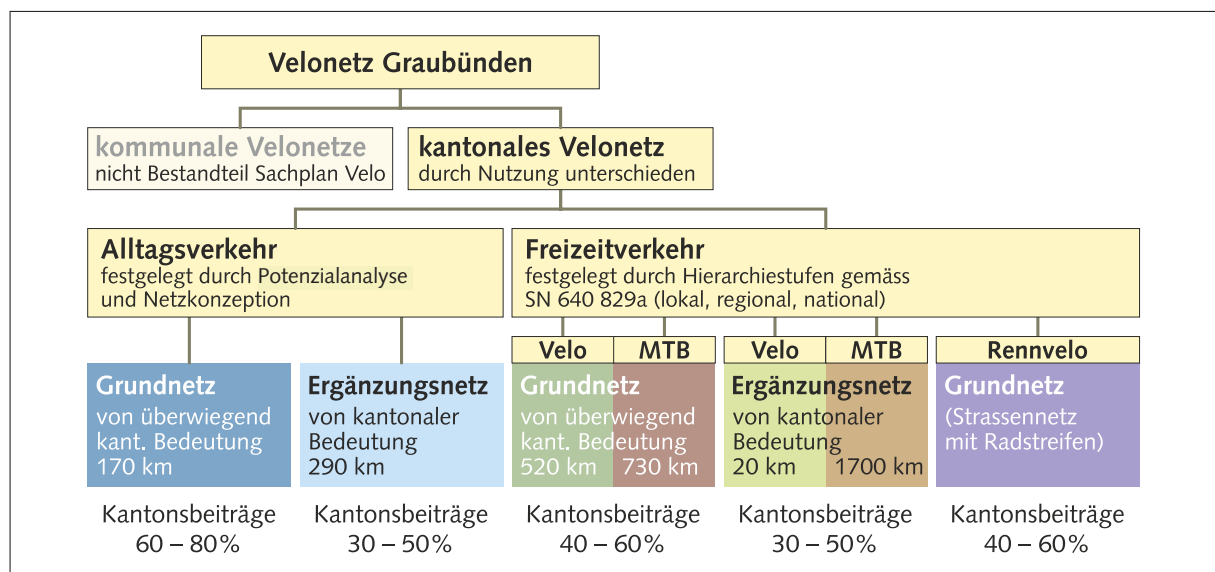 Velonetz Graubünden
kommunale Velonetze
nicht Bestandteil Sachplan Velo
kantonales Velonetz
durch Nutzung unterschieden
Alltagsverkehr
festgelegt durch Potenzialanalyse
und Netzkonzeption
Freizeitverkehr
festgelegt durch Hierarchiestufen gemäss
SN 640 829a (lokal, regional, national)
Grundnetz
von überwiegend
kant. Bedeutung
170 km
Kantonsbeiträge
60 – 80%
Ergänzungsnetz
von kantonaler
Bedeutung
290 km
Kantonsbeiträge
30 – 50%
Velo MTB
Grundnetz
von überwiegend
kant. Bedeutung
520 km 730 km
Kantonsbeiträge
40 – 60%
Velo MTB
Ergänzungsnetz
von kantonaler
Bedeutung
20 km 1700 km
Kantonsbeiträge
30 – 50%
Rennvelo
Grundnetz
(Strassennetz
mit Radstreifen)
Kantonsbeiträge
40 – 60%